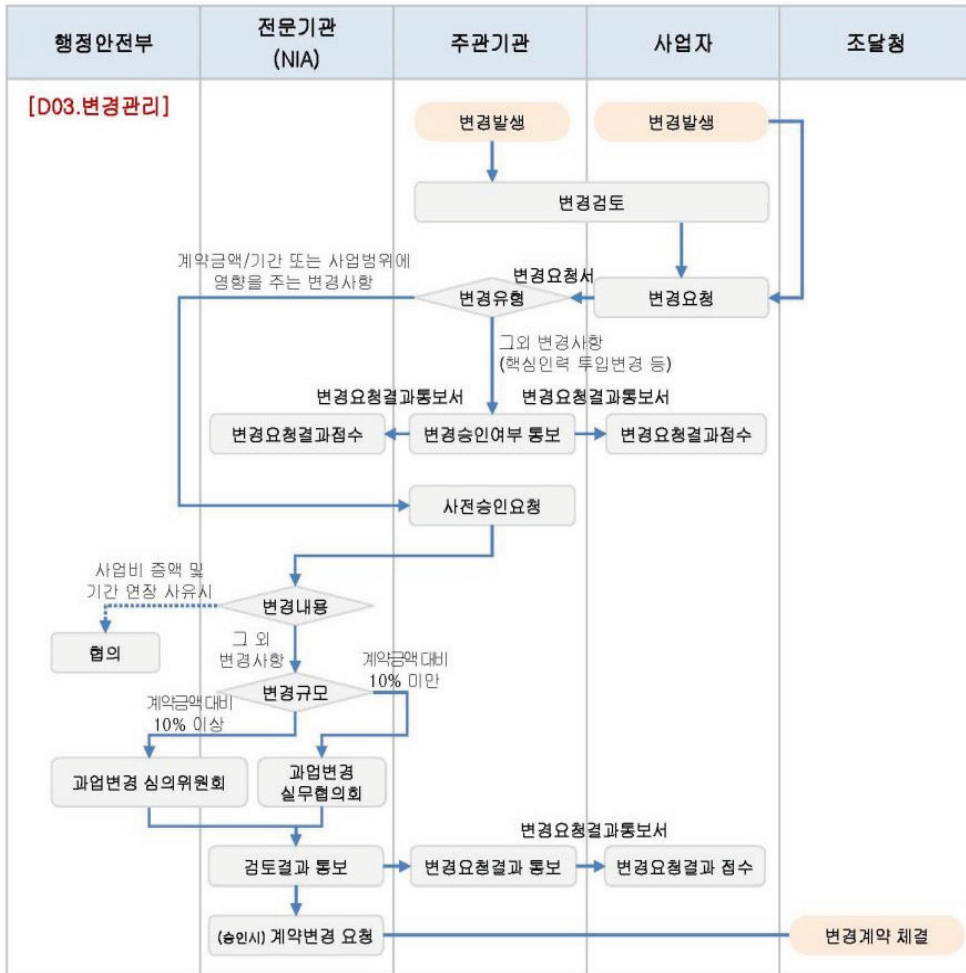 행정안전부
전문기관
(NIA)
주관기관
사업자
조달청
[D03.변경관리]
변경발생
변경발생
변경검토
계약금액/기간 또는 사업범위에
영향을 주는 변경사항
변경요청서
변경유형
변경요청
그외 변경사항
(핵심인력 투입변경 등)
변경요청결과통보서
변경요청결과통보서
변경요청결과점수
변경승인여부 통보
변경요청결과점수
사전승인요청
사업비 증액 및
기간 연장 사유시
변경내용
협의
그 외
변경사항
계약금액 대비
10% 미만
변경규모
계약금액 대비
10% 이상
과업변경 심의위원회
과업변경
실무협의회
변경요청결과통보서
검토결과 통보
변경요청결과 통보
변경요청결과 점수
(승인시) 계약변경 요청
변경계약 체결